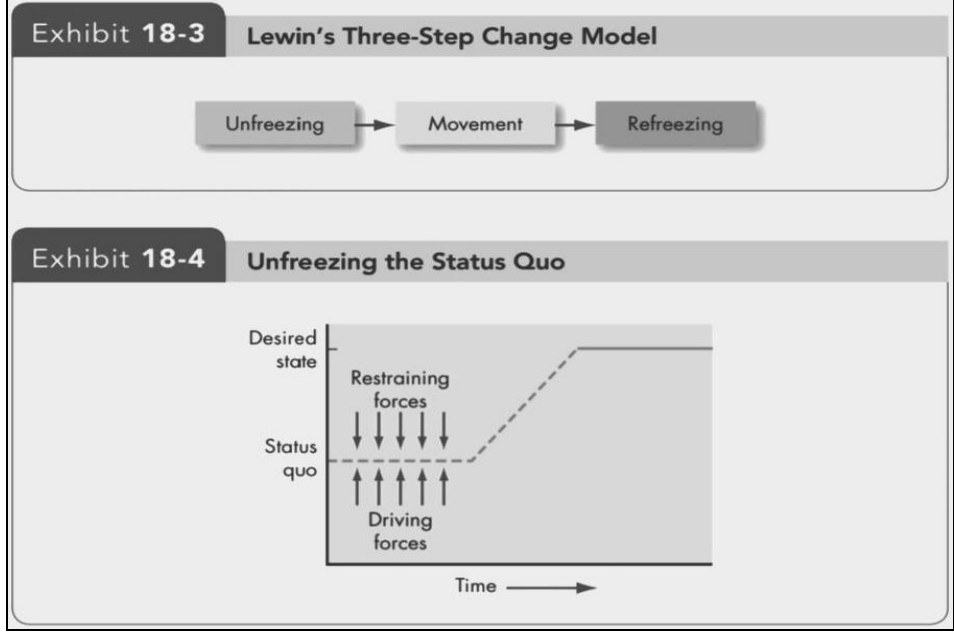 Exhibit 18-3 Lewin's Three-Step Change Model
Unfreezing Movement Refreezing
Exhibit 18-4 Unfreezing the Status Quo
Desired
state
Restraining
forces
Status
quo
Driving
forces
Time